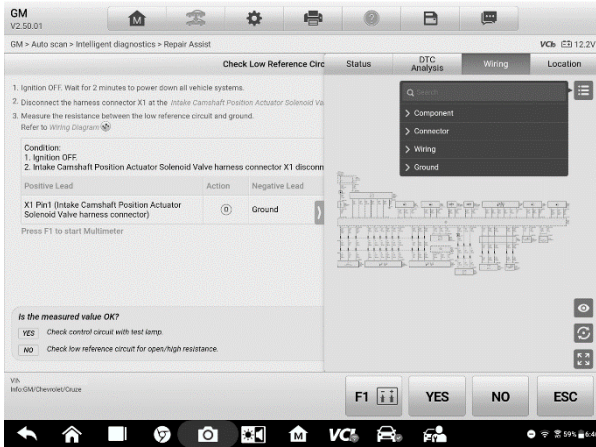 GM
V2.50.01
GM > Auto scan > Intelligent diagnostics > Repair Assist
VCI 12.2V
Check Low Reference Circ
Status
DTC Analysis
Wiring
Location
1. Ignition OFF. Wait for 2 minutes to power down all vehicle systems.
2. Disconnect the harness connector X1 at the Intake Camshaft Position Actuator Solenoid Va
3. Measure the resistance between the low reference circuit and ground.
Refer to Wiring Diagram
Condition:
1. Ignition OFF.
2. Intake Camshaft Position Actuator Solenoid Valve harness connector X1 disconn
Positive Lead Action Negative Lead
X1 Pin1 (Intake Camshaft Position Actuator
Solenoid Valve harness connector)
Ω
Ground
Press F1 to start Multimeter
Search
> Component
> Connector
> Wiring
> Ground
Is the measured value OK?
YES Check control circuit with test lamp.
NO Check low reference circuit for open/high resistance.
VIN
Info:GM/Chevrolet/Cruze
F1
YES
NO
ESC
M
VCI
59%